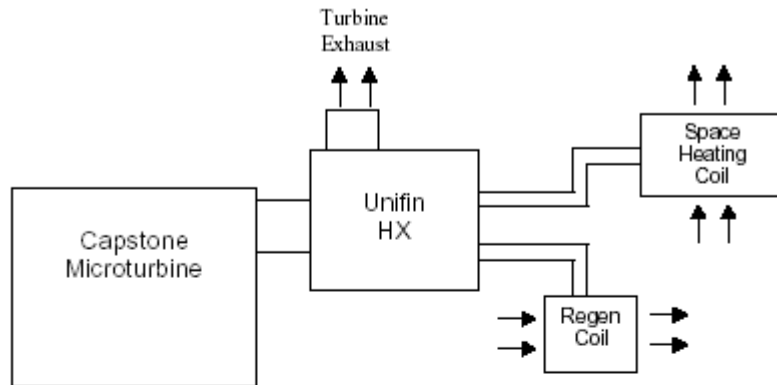 Turbine
Exhaust
Space
Heating
Coil
Unifin
HX
Capstone
Microturbine
Regen
Coil